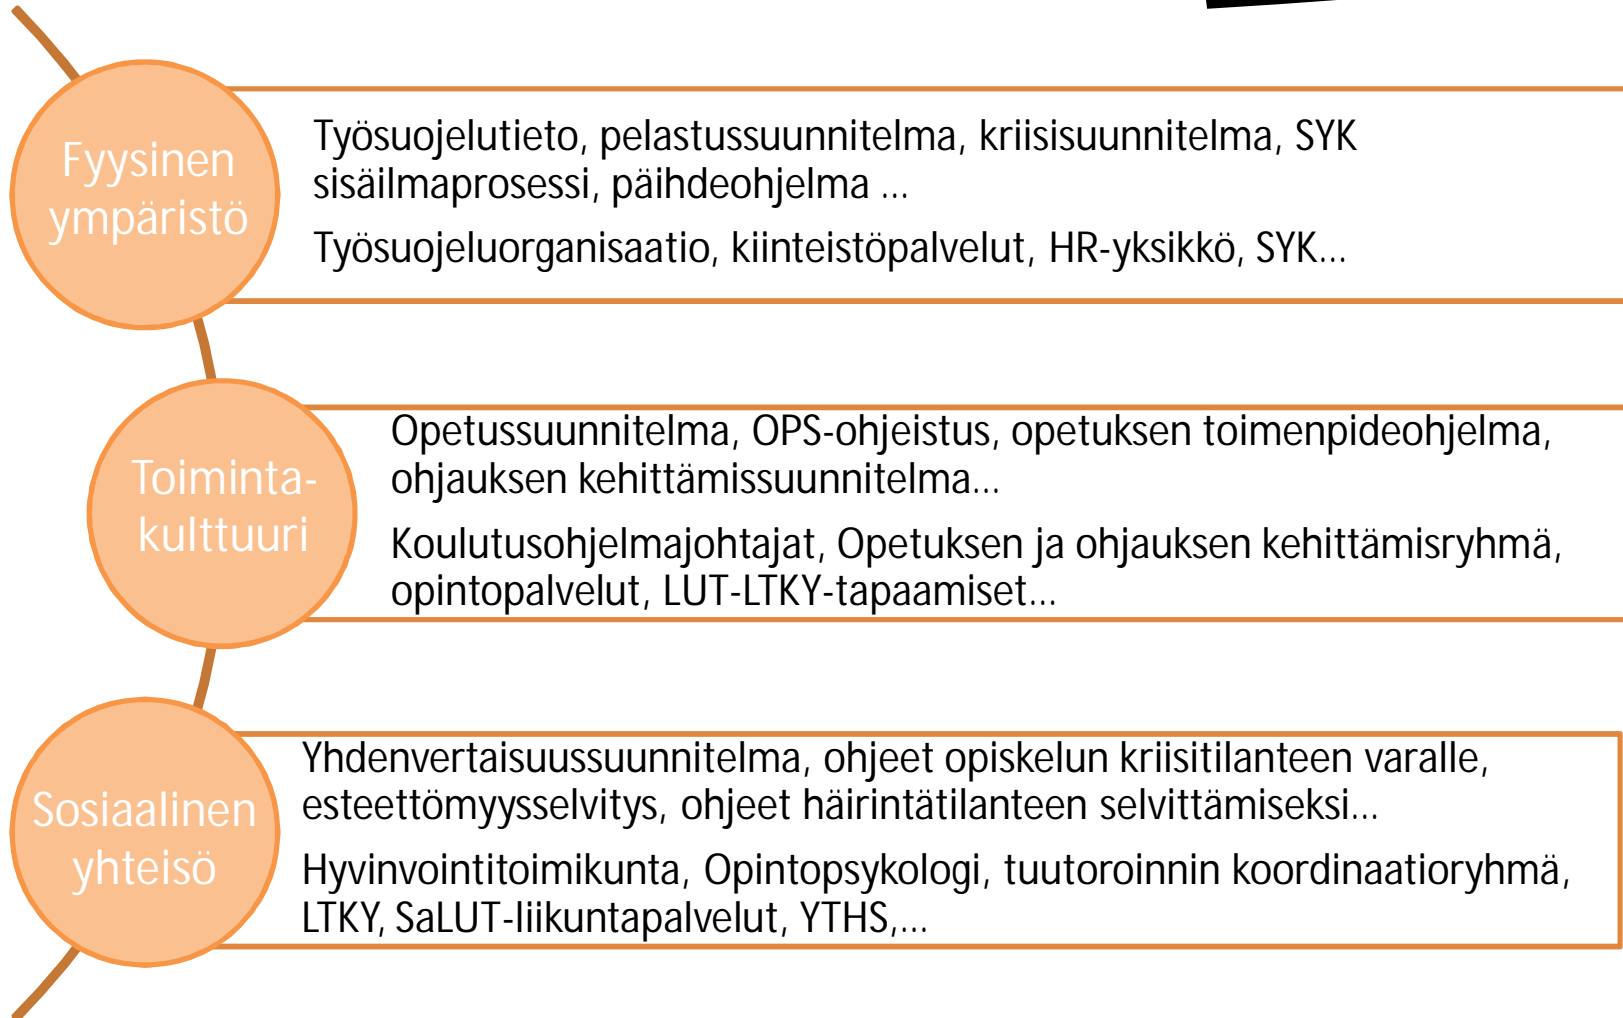 Fyysinen
ympäristö
Työsuojelutieto, pelastussuunnitelma, kriisisuunnitelma, SYK
sisäilmaprosessi, päihdeohjelma ...
Työsuojeluorganisaatio, kiinteistöpalvelut, HR-yksikkö, SYK...
Toiminta-
kulttuuri
Opetussuunnitelma, OPS-ohjeistus, opetuksen toimenpideohjelma,
ohjauksen kehittämissuunnitelma...
Koulutusohjelmajohtajat, Opetuksen ja ohjauksen kehittämisryhmä,
opintopalvelut, LUT-LTKY-tapaamiset...
Sosiaalinen
yhteisö
Yhdenvertaisuussuunnitelma, ohjeet opiskelun kriisitilanteen varalle,
esteettömyysselvitys, ohjeet häirintätilanteen selvittämiseksi...
Hyvinvointitoimikunta, Opintopsykologi, tuutoroinnin koordinaatioryhmä,
LTKY, SaLUT-liikuntapalvelut, YTHS,...